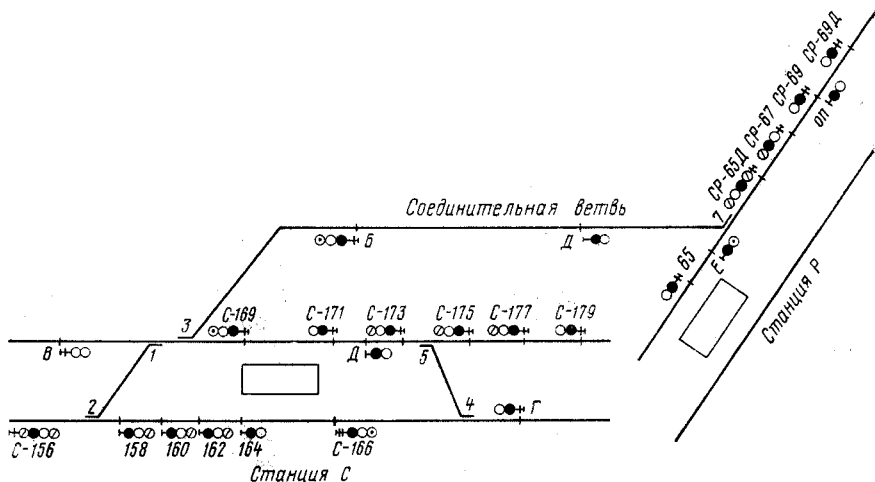 СР-69Д
СР-69
оп
СР-67
СР-65Д
7
Соединительная ветвь
Б
Д
65
Е
Станция Р
3
С-169
С-171
С-173
С-175
С-177
С-179
В
1
Д
5
2
4
Г
С-156
158
160
162
164
С-166
Станция С